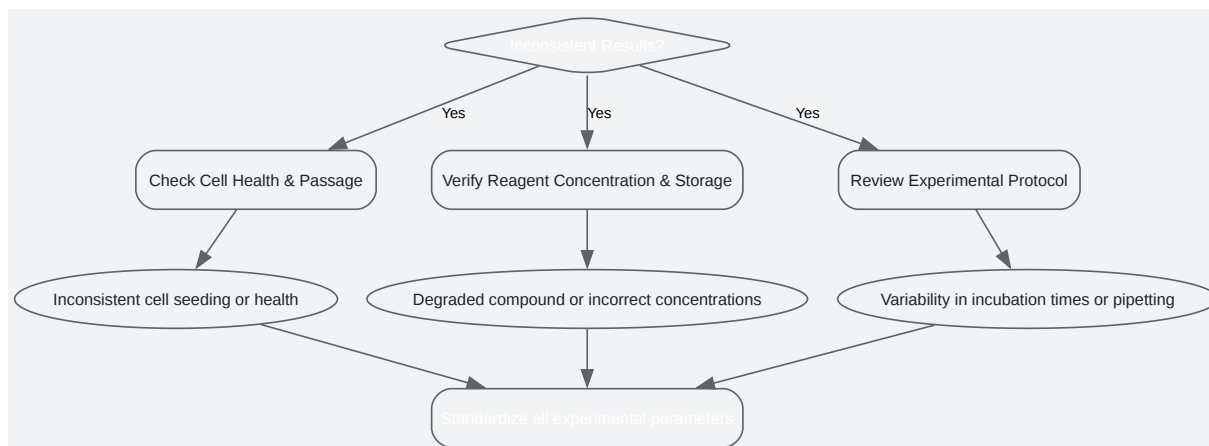 Inconsistent Results?
Yes
Yes
Yes
Check Cell Health & Passage
Verify Reagent Concentration & Storage
Review Experimental Protocol
Inconsistent cell seeding or health
Degraded compound or incorrect concentrations
Variability in incubation times or pipetting
Standardize all experimental parameters